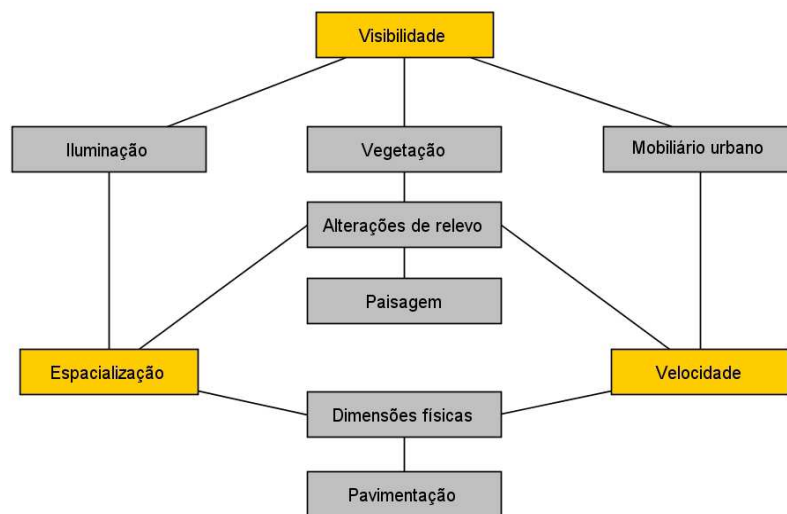 Visibilidade
Iluminação
Vegetação
Mobiliário urbano
Alterações de relevo
Paisagem
Espacialização
Velocidade
Dimensões físicas
Pavimentação